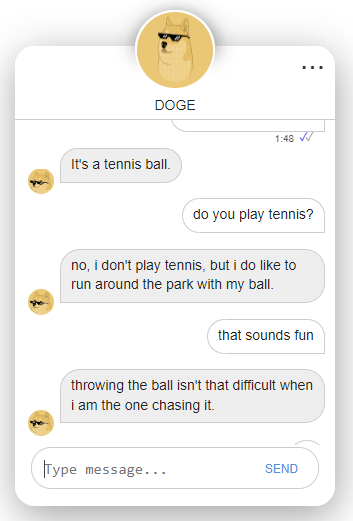 DOGE
1:48
It's a tennis ball.
do you play tennis?
no, i don't play tennis, but i do like to
run around the park with my ball.
that sounds fun
throwing the ball isn't that difficult when
i am the one chasing it.
Type message...
SEND